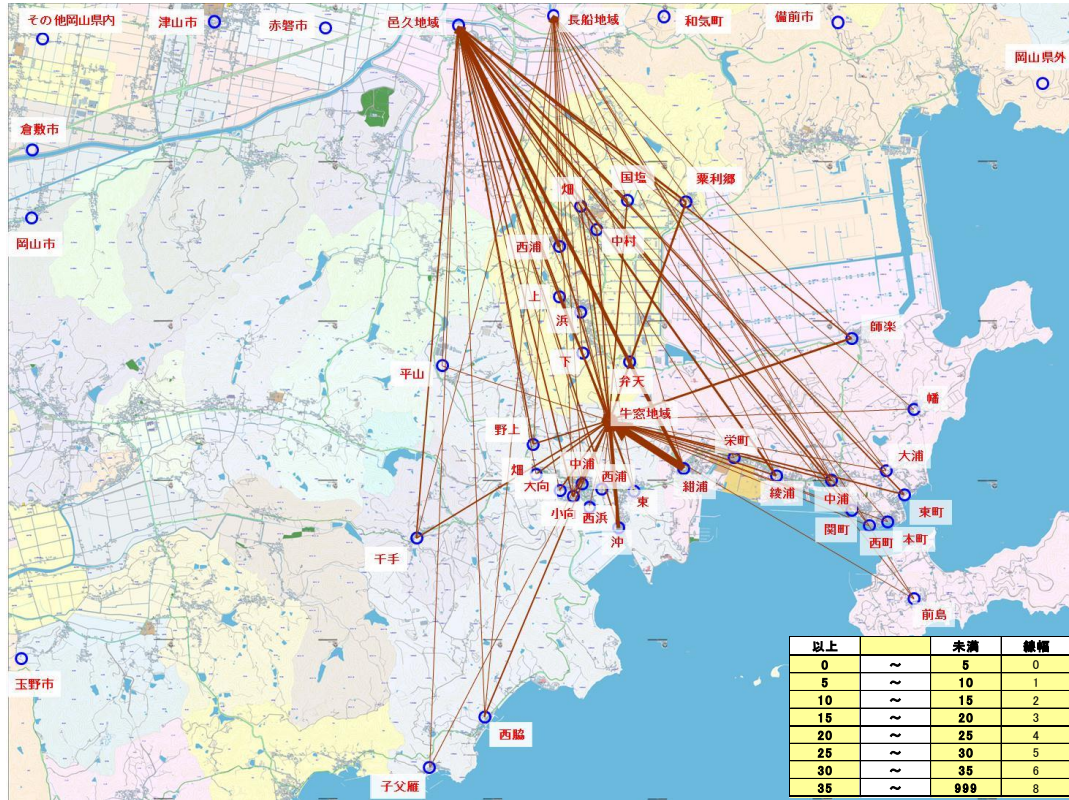 その他岡山県内
津山市
赤磐市
邑久地域
長船地域
和気町
備前市
岡山県外
倉敷市
岡山市
畑
国塩
粟利郷
中村
西浦
上
浜
下
師楽
平山
弁天
牛窓地域
幡
野上
栄町
大浦
畑
中浦
西浦
大向
紺浦
綾浦
中浦
東町
小向
西浜
東
沖
関町
西町
本町
千手
前島
玉野市
西脇
子父雁
以上 未満 線幅
0 ~ 5 0
5 ~ 10 1
10 ~ 15 2
15 ~ 20 3
20 ~ 25 4
25 ~ 30 5
30 ~ 35 6
35 ~ 999 8